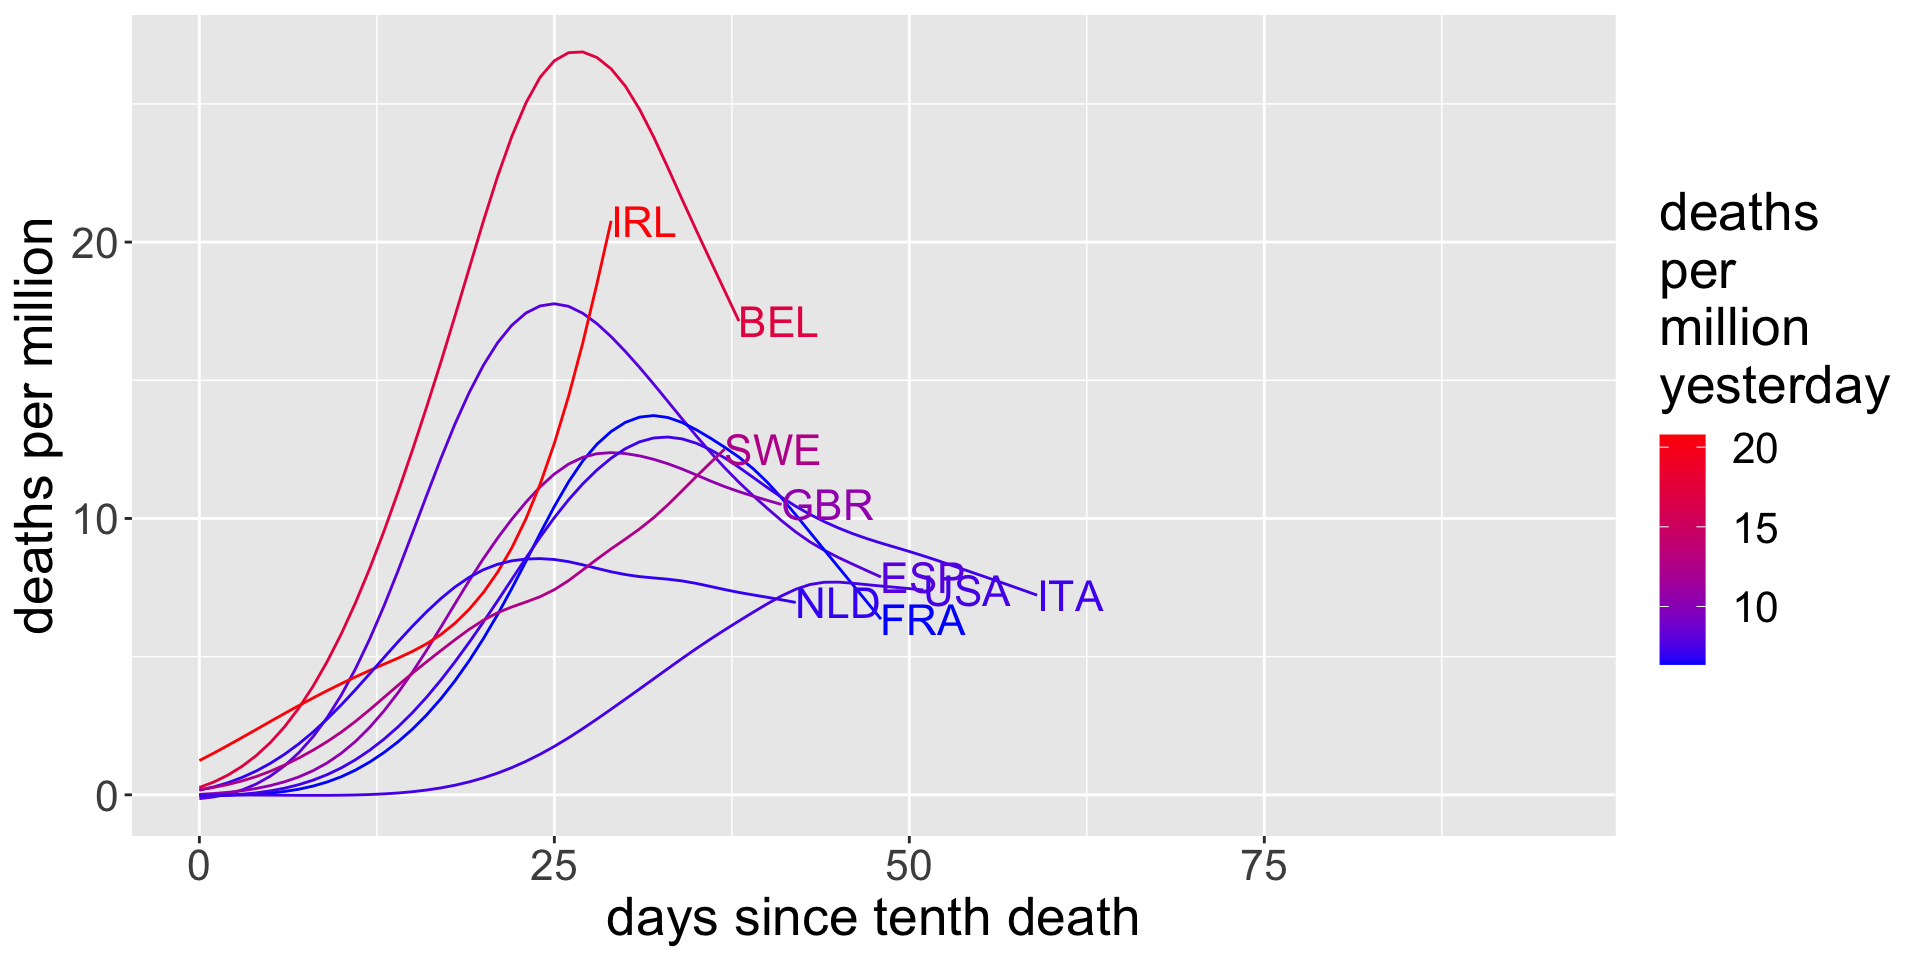 deaths per million
20
10
0
IRL
BEL
SWE
GBR
ESP
USA
ITA
NLD
FRA
0
25
50
75
days since tenth death
deaths
per
million
yesterday
20
15
10